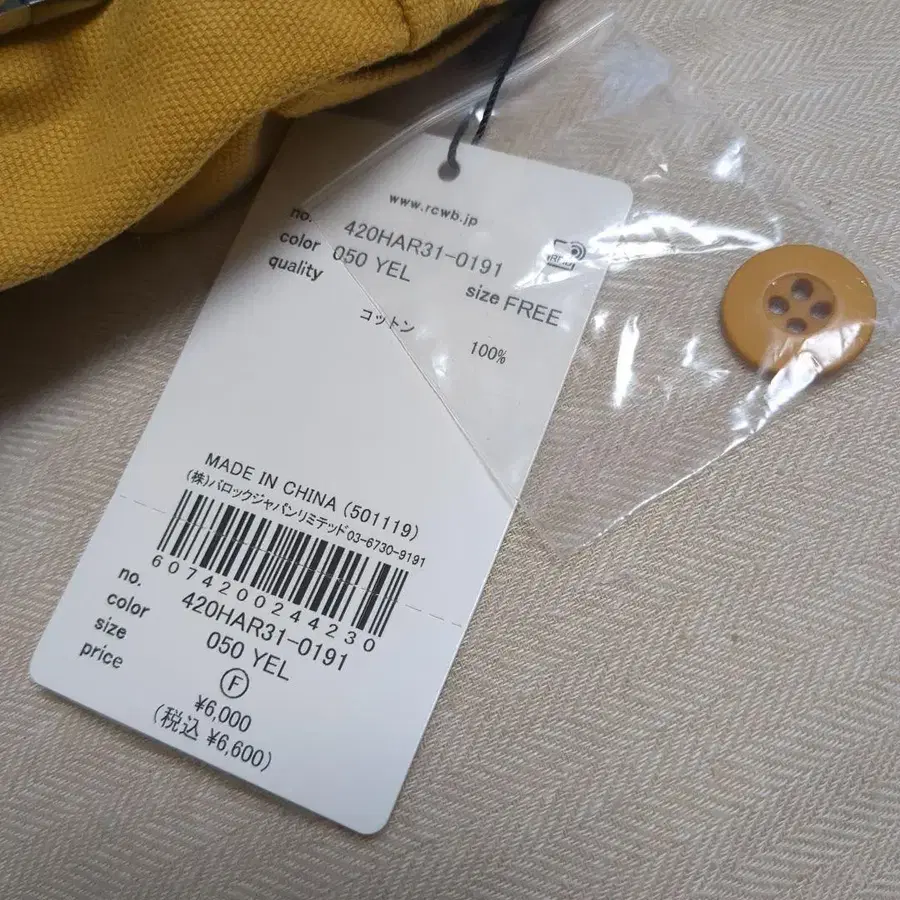 www.rcwb.jp
no. 420HAR31-0191
color 050 YEL size FREE
quality
コットン 100%
MADE IN CHINA (501119)
(株)バロックジャパンリミテッド03-6730-9191
6074200244230
no. 420HAR31-0191
color 050 YEL
size F
price ¥6,000
(税込 ¥6,600)